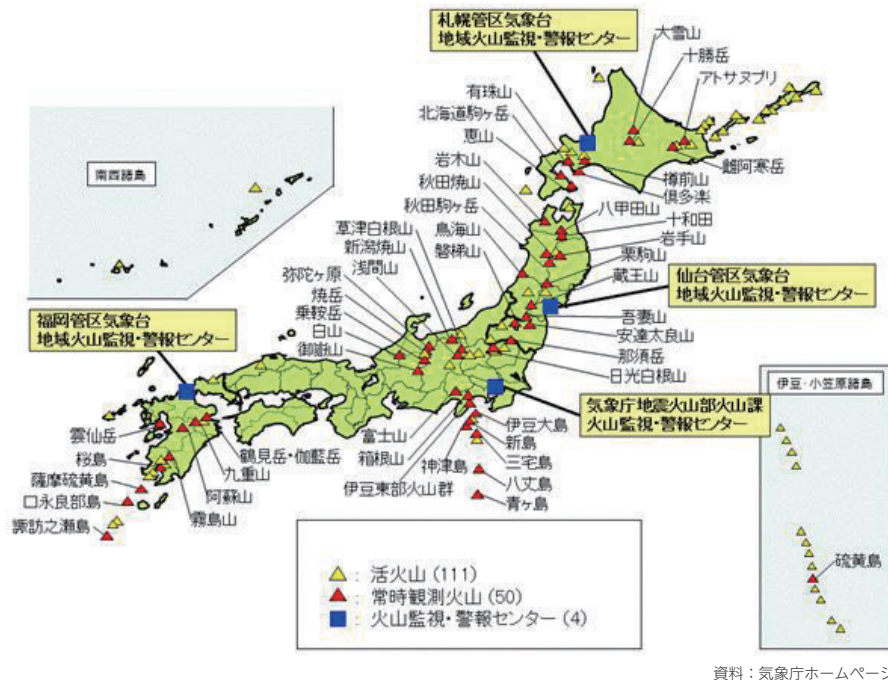 札幌管区気象台
地域火山監視・警報センター
大雪山
十勝岳
アトサヌプリ
有珠山
北海道駒ヶ岳
恵山
岩木山
秋田焼山
秋田駒ヶ岳
鳥海山
磐梯山
雌阿寒岳
樽前山
倶多楽
八甲田山
十和田
岩手山
栗駒山
蔵王山
仙台管区気象台
地域火山監視・警報センター
吾妻山
安達太良山
那須岳
日光白根山
南西諸島
草津白根山
新潟焼山
浅間山
弥陀ヶ原
焼岳
乗鞍岳
白山
御嶽山
福岡管区気象台
地域火山監視・警報センター
気象庁地震火山部火山課
火山監視・警報センター
伊豆・小笠原諸島
硫黄島
雲仙岳
桜島
薩摩硫黄島
口永良部島
諏訪之瀬島
鶴見岳・伽藍岳
九重山
阿蘇山
霧島山
富士山
箱根山
伊豆東部火山群
伊豆大島
新島
神津島
三宅島
八丈島
青ヶ島
: 活火山(111)
: 常時観測火山(50)
: 火山監視・警報センター(4)
資料：気象庁ホームページ